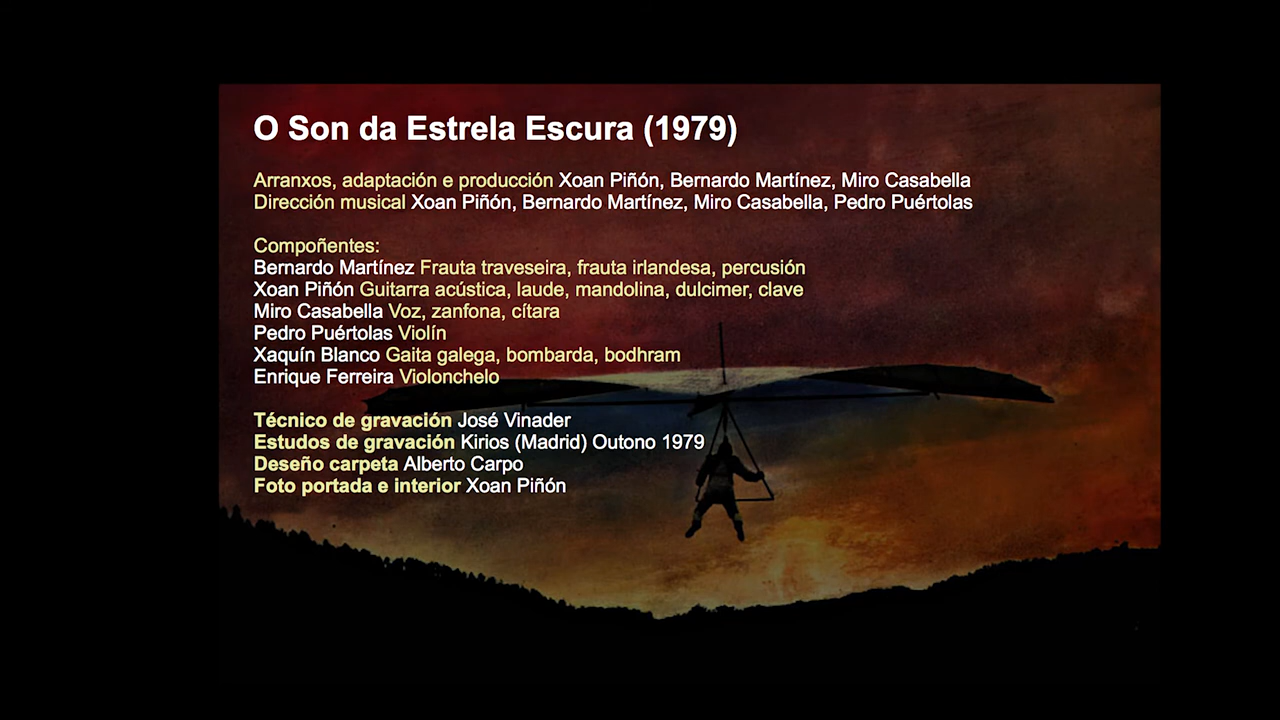 O Son da Estrela Escura (1979)
Arranxos, adaptación e producción Xoan Piñón, Bernardo Martínez, Miro Casabella
Dirección musical Xoan Piñón, Bernardo Martínez, Miro Casabella, Pedro Puértolas
Compoñentes:
Bernardo Martínez Frauta traveseira, frauta irlandesa, percusión
Xoan Piñón Guitarra acústica, laude, mandolina, dulcimer, clave
Miro Casabella Voz, zanfona, cítara
Pedro Puértolas Violín
Xaquín Blanco Gaita galega, bombarda, bodhram
Enrique Ferreira Violonchelo
Técnico de gravación José Vinader
Estudos de gravación Kirios (Madrid) Outono 1979
Deseño carpeta Alberto Carpo
Foto portada e interior Xoan Piñón